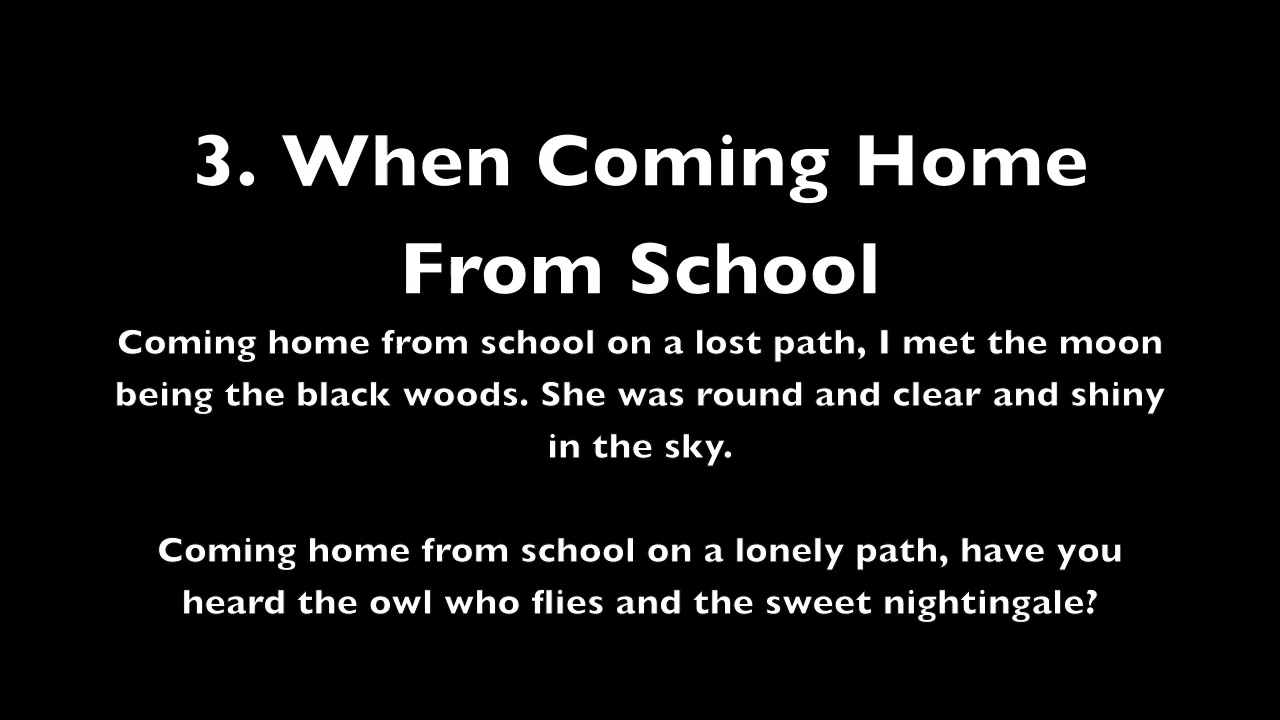 3. When Coming Home
From School
Coming home from school on a lost path, I met the moon
being the black woods. She was round and clear and shiny
in the sky.
Coming home from school on a lonely path, have you
heard the owl who flies and the sweet nightingale?